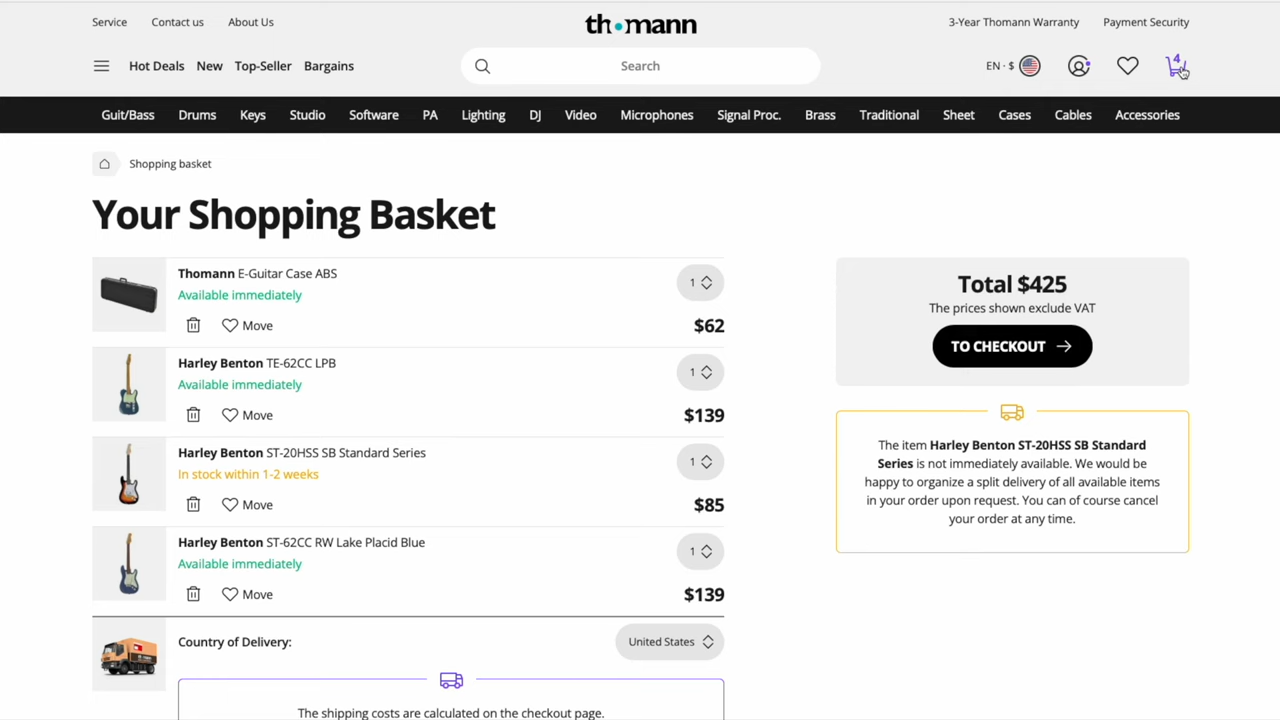 Service Contact us About Us
thomann
3-Year Thomann Warranty Payment Security
Hot Deals New Top-Seller Bargains
Search
EN · $
4
Guit/Bass Drums Keys Studio Software PA Lighting DJ Video Microphones Signal Proc. Brass Traditional Sheet Cases Cables Accessories
Shopping basket
Your Shopping Basket
Thomann E-Guitar Case ABS
Available immediately
1
Move
$62
Harley Benton TE-62CC LPB
Available immediately
1
Move
$139
Harley Benton ST-20HSS SB Standard Series
In stock within 1-2 weeks
1
Move
$85
Harley Benton ST-62CC RW Lake Placid Blue
Available immediately
1
Move
$139
Country of Delivery:
United States
The shipping costs are calculated on the checkout page.
Total $425
The prices shown exclude VAT
TO CHECKOUT
The item Harley Benton ST-20HSS SB Standard
Series is not immediately available. We would be
happy to organize a split delivery of all available items
in your order upon request. You can of course cancel
your order at any time.